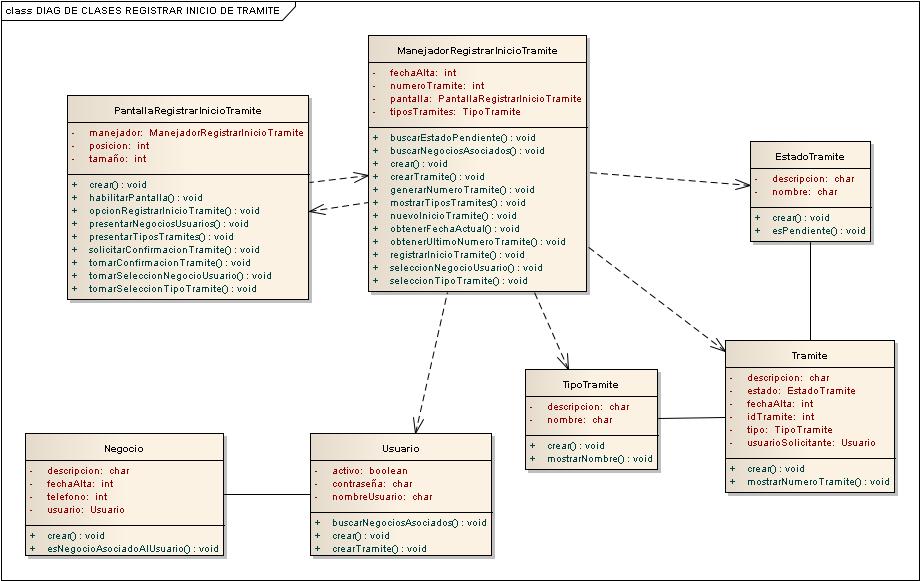 class DIAG DE CLASES REGISTRAR INICIO DE TRAMITE
ManejadorRegistrarInicioTramite
- fechaAlta: int
- numeroTramite: int
- pantalla: PantallaRegistrarInicioTramite
- tiposTramites: TipoTramite
+ buscarEstadoPendiente() : void
+ buscarNegociosAsociados() : void
+ crear() : void
+ crearTramite() : void
+ generarNumeroTramite() : void
+ mostrarTiposTramites() : void
+ nuevoInicioTramite() : void
+ obtenerFechaActual() : void
+ obtenerUltimoNumeroTramite() : void
+ registrarInicioTramite() : void
+ seleccionNegocioUsuario() : void
+ seleccionTipoTramite() : void
PantallaRegistrarInicioTramite
- manejador: ManejadorRegistrarInicioTramite
- posicion: int
- tamaño: int
+ crear() : void
+ habilitarPantalla() : void
+ opcionRegistrarInicioTramite() : void
+ presentarNegociosUsuarios() : void
+ presentarTiposTramites() : void
+ solicitarConfirmacionTramite() : void
+ tomarConfirmacionTramite() : void
+ tomarSeleccionNegocioUsuario() : void
+ tomarSeleccionTipoTramite() : void
EstadoTramite
- descripcion: char
- nombre: char
+ crear() : void
+ esPendiente() : void
Tramite
- descripcion: char
- estado: EstadoTramite
- fechaAlta: int
- idTramite: int
- tipo: TipoTramite
- usuarioSolicitante: Usuario
+ crear() : void
+ mostrarNumeroTramite() : void
TipoTramite
- descripcion: char
- nombre: char
+ crear() : void
+ mostrarNombre() : void
Negocio
- descripcion: char
- fechaAlta: int
- telefono: int
- usuario: Usuario
+ crear() : void
+ esNegocioAsociadoAlUsuario() : void
Usuario
- activo: boolean
- contraseña: char
- nombreUsuario: char
+ buscarNegociosAsociados() : void
+ crear() : void
+ crearTramite() : void